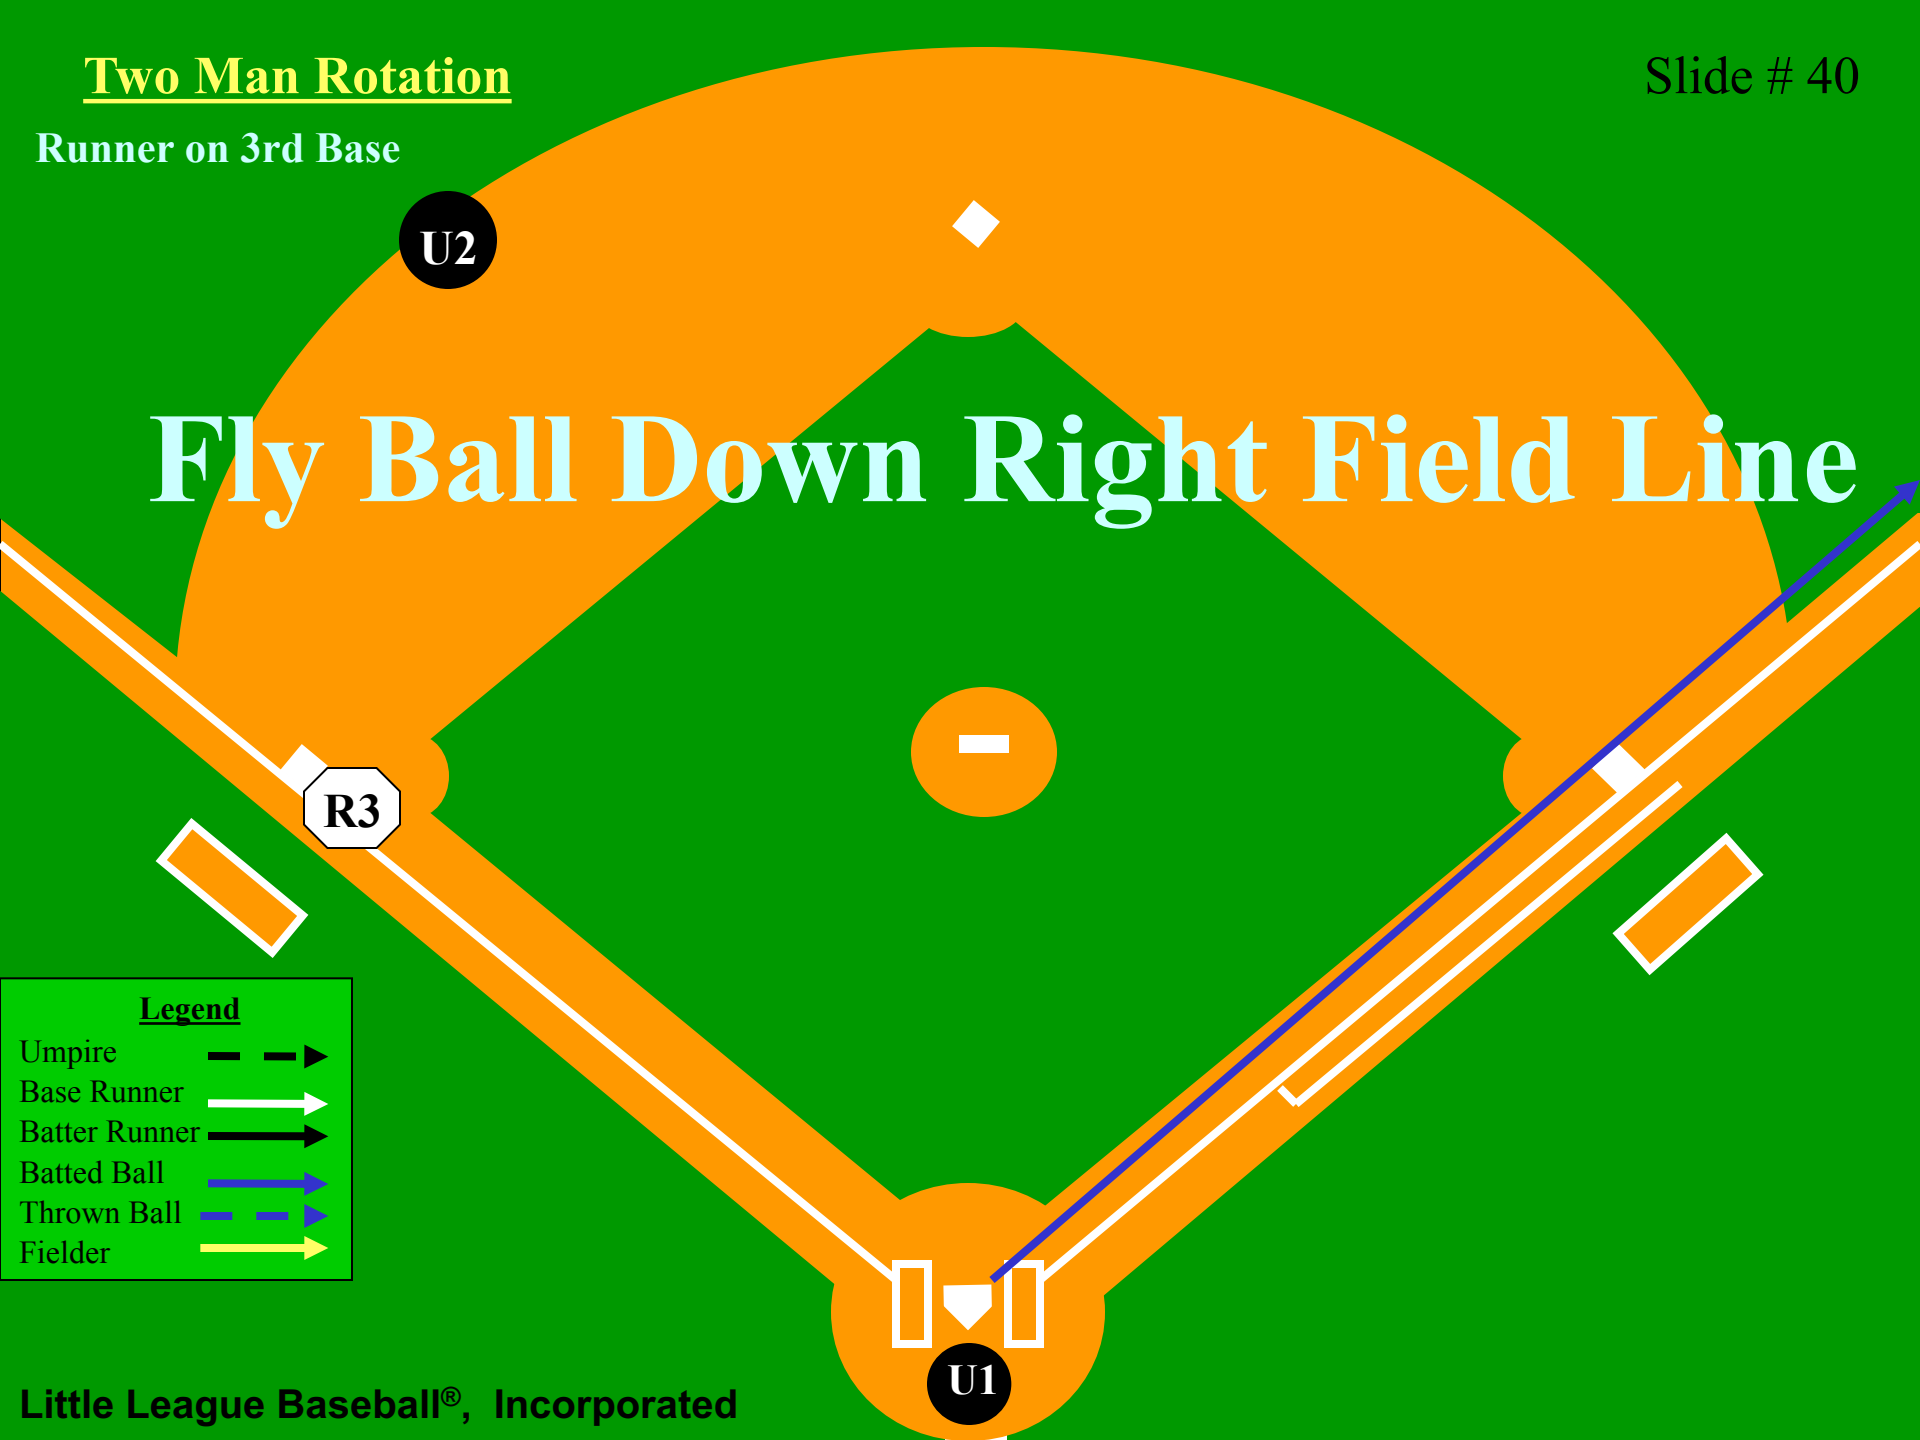 Two Man Rotation
Slide # 40
Runner on 3rd Base
U2
Fly Ball Down Right Field Line
R3
Legend
Umpire
Base Runner
Batter Runner
Batted Ball
Thrown Ball
Fielder
U1
Little League Baseball®, Incorporated